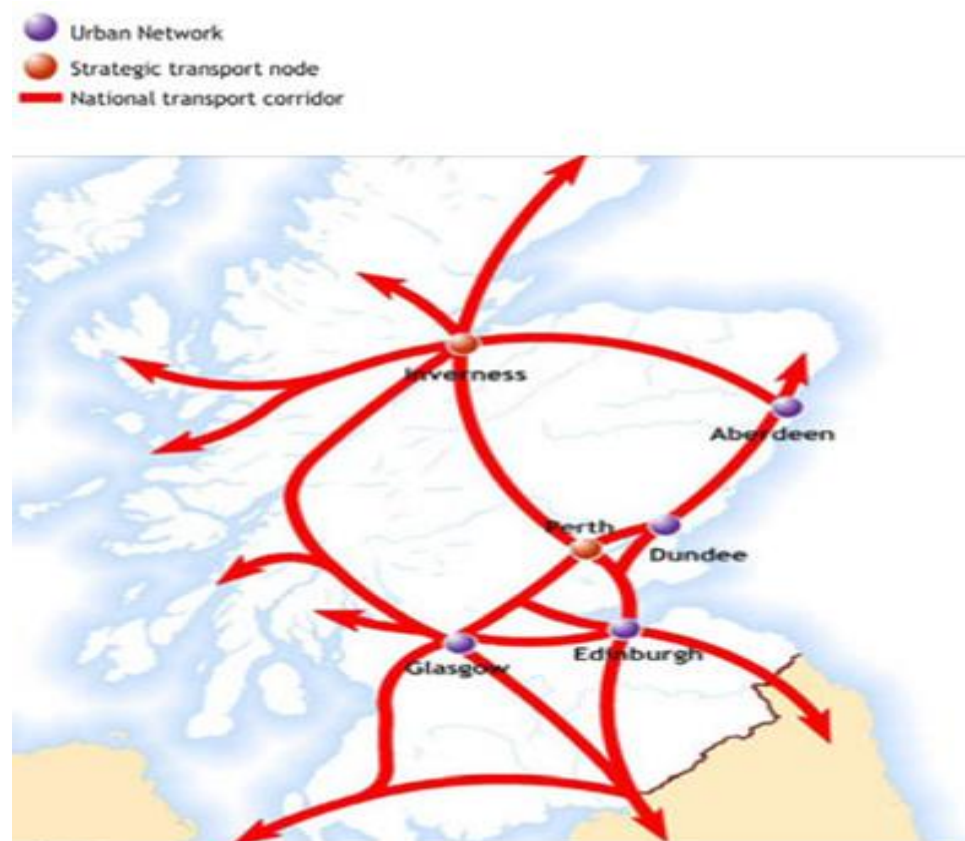 Urban Network
Strategic transport node
National transport corridor
Inverness
Aberdeen
Perth
Dundee
Edinburgh
Glasgow